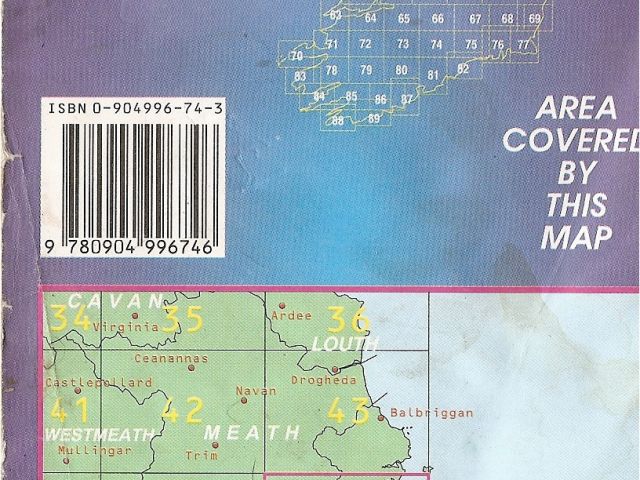 63 64 65 66 67 68 69
71 72 73 74 75 76 77
70
78 79 80 81 82
83
84 85 86 87
88 89
ISBN 0-904996-74-3
9 780904 996746
AREA
COVERED
BY
THIS
MAP
CAVAN
34 Virginia 35
Ardee 36
LOUTH
Ceanannas
Drogheda
Castlepollard
Navan
41 42 43 Balbriggan
WESTMEATH MEATH
Mullingar Trim